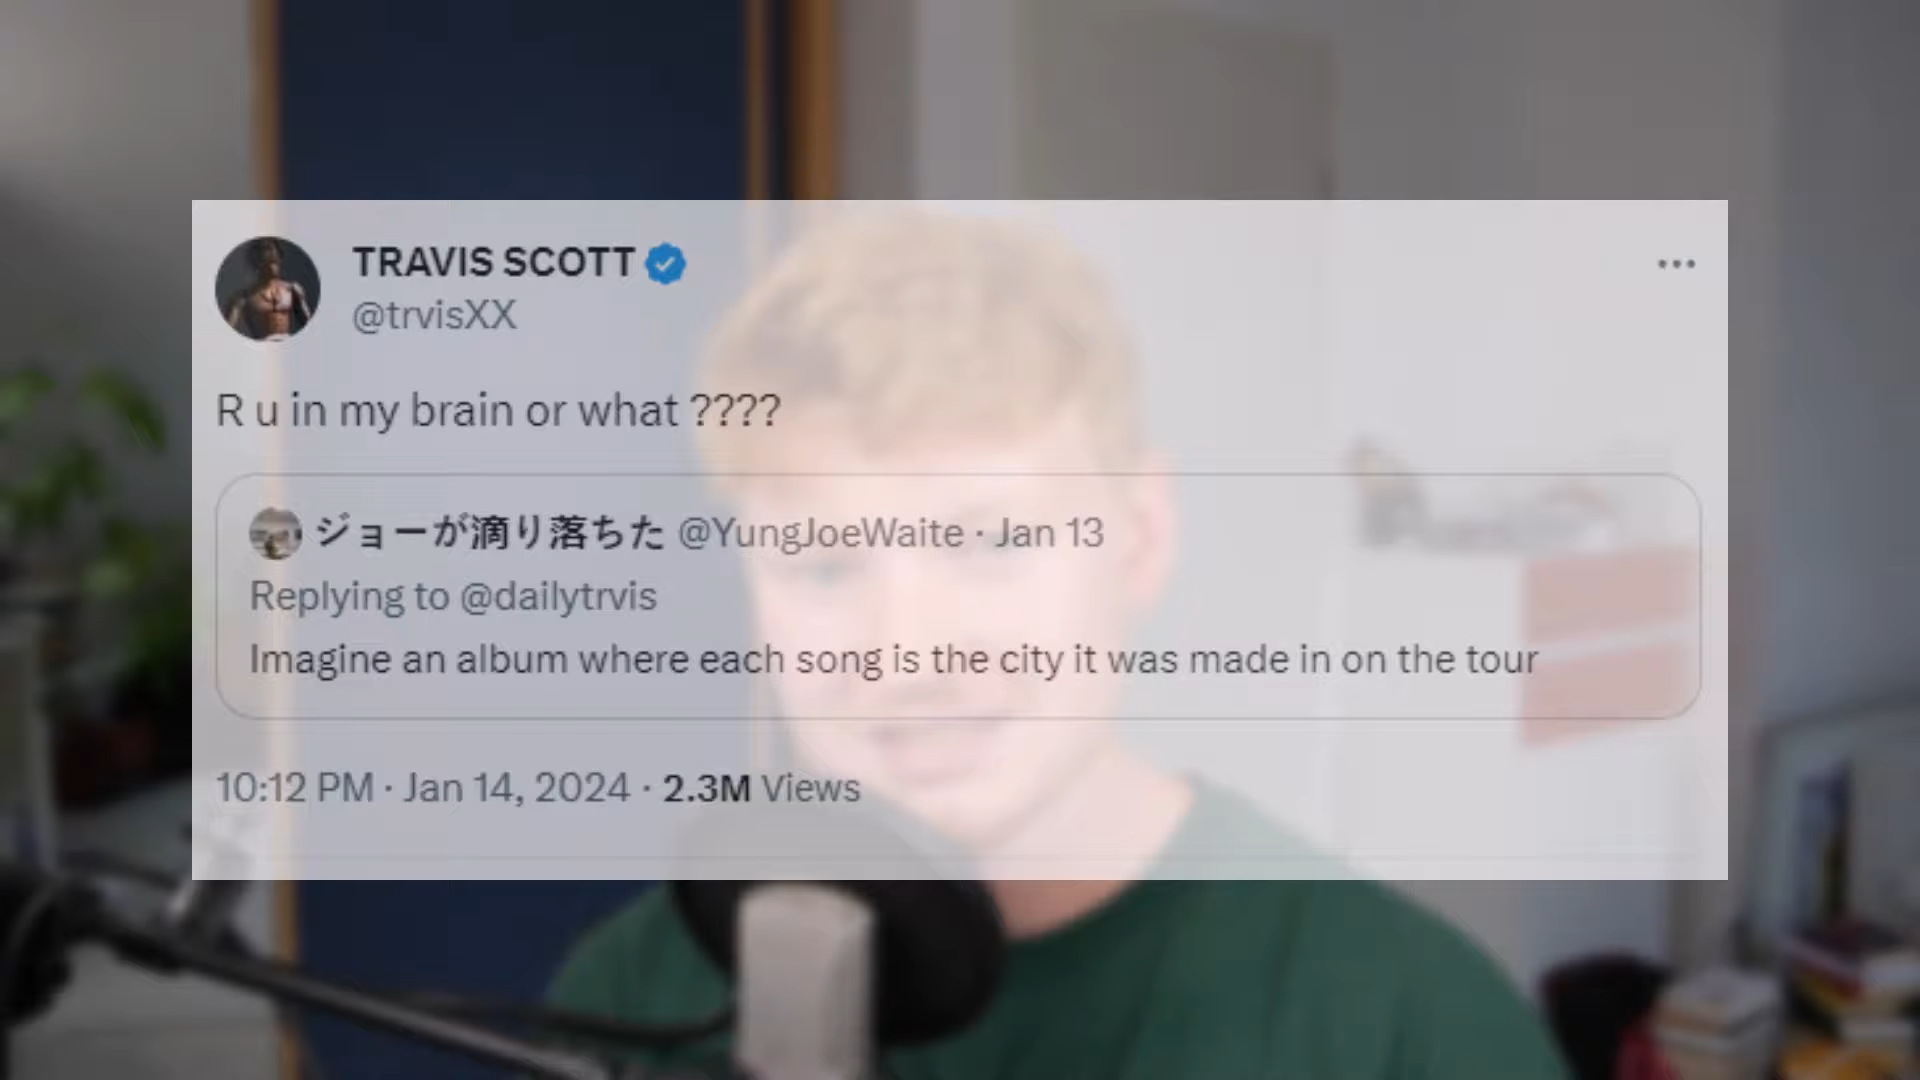 TRAVIS SCOTT
@trvisXX
R u in my brain or what ????
ジョーが滴り落ちた @YungJoeWaite · Jan 13
Replying to @dailytrvis
Imagine an album where each song is the city it was made in on the tour
10:12 PM · Jan 14, 2024 · 2.3M Views